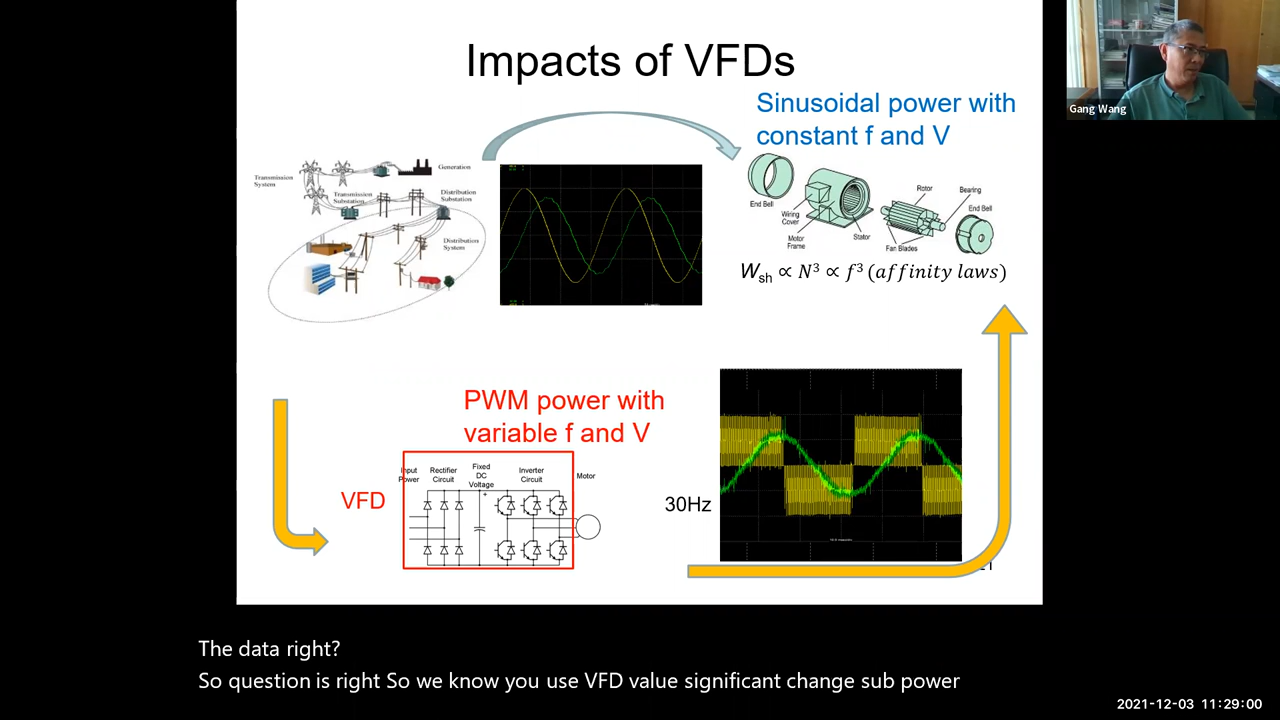 Impacts of VFDs
Gang Wang
Sinusoidal power with
constant f and V
Transmission
System
Generation
Transmission
Substation
Distribution
Substation
Distribution
System
End Bell
Wiring
Cover
Motor
Frame
Stator
Rotor
Bearing
End Bell
Fan Blades
Wsh ∝ N³ ∝ f³ (affinity laws)
PWM power with
variable f and V
VFD
Input
Power
Rectifier
Circuit
Fixed
DC
Voltage
+
Inverter
Circuit
Motor
30Hz
The data right?
So question is right So we know you use VFD value significant change sub power
2021-12-03 11:29:00